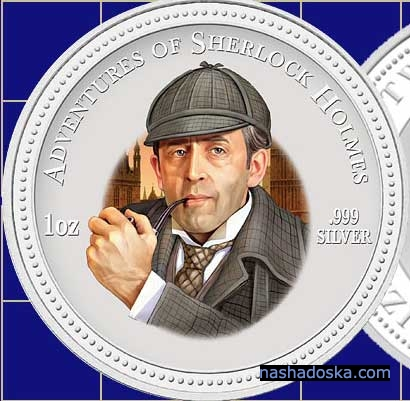 ADVENTURES OF SHERLOCK HOLMES
1oz
.999
SILVER
nashadoska.com